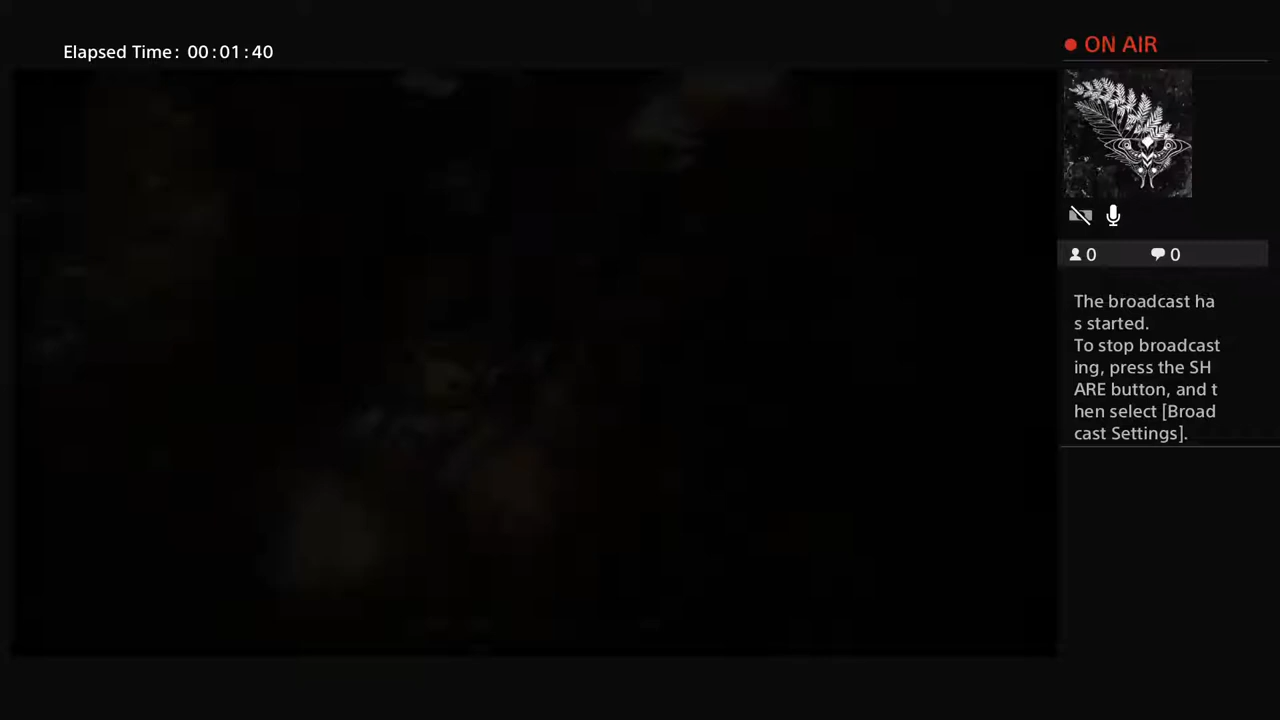 Elapsed Time: 00:01:40
ON AIR
0 0
The broadcast ha
s started.
To stop broadcast
ing, press the SH
ARE button, and t
hen select [Broad
cast Settings].